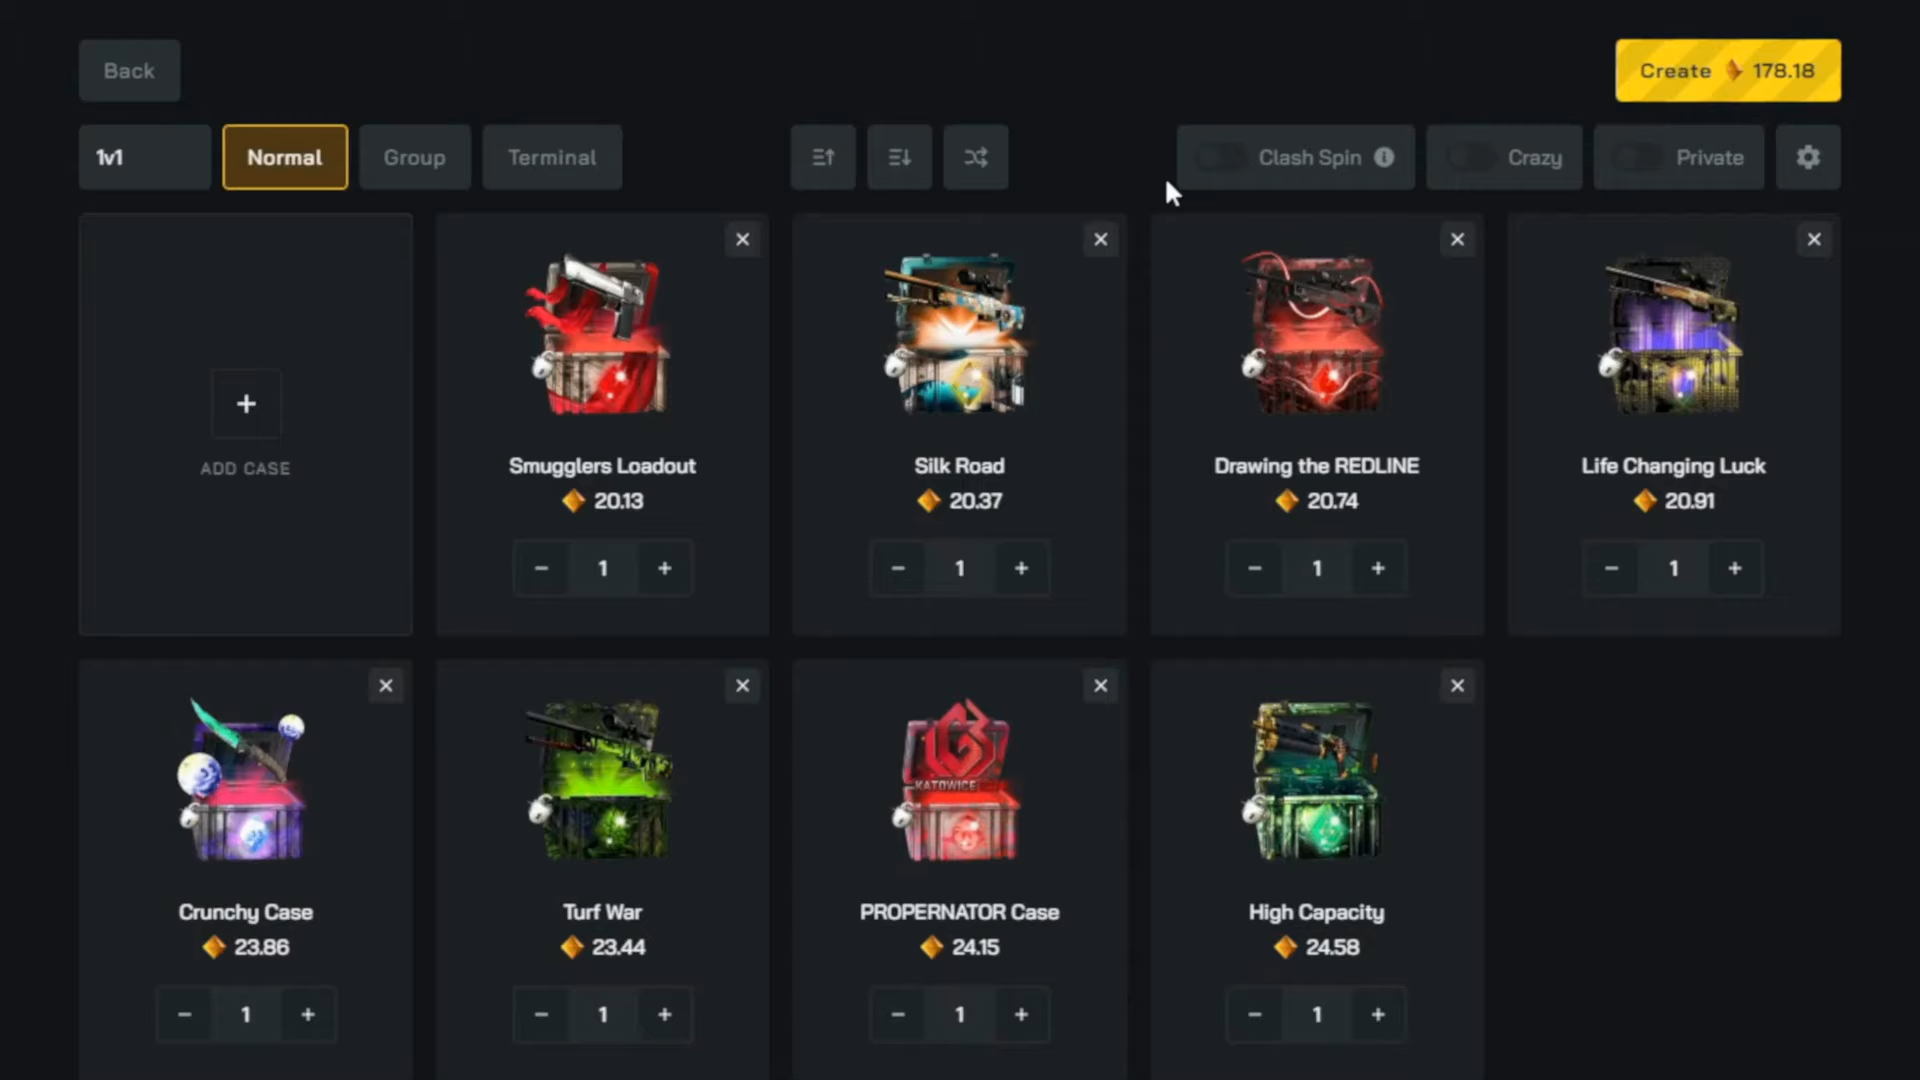 Back
Create 178.18
1v1
Normal
Group
Terminal
Clash Spin
Crazy
Private
ADD CASE
Smugglers Loadout
20.13
1
Silk Road
20.37
1
Drawing the REDLINE
20.74
1
Life Changing Luck
20.91
1
KATOWICE
Crunchy Case
23.86
1
Turf War
23.44
1
PROPERNATOR Case
24.15
1
High Capacity
24.58
1